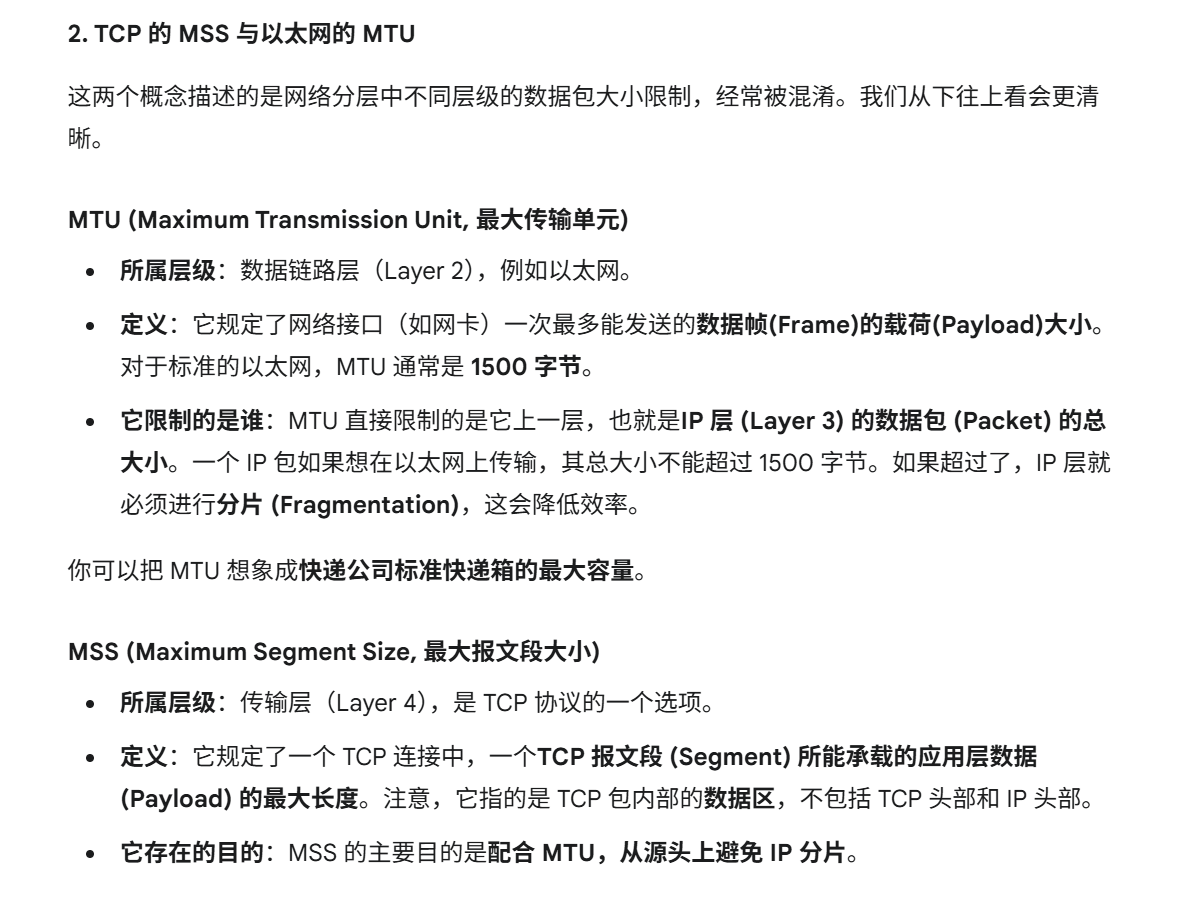 2. TCP 的 MSS 与以太网的 MTU
这两个概念描述的是网络分层中不同层级的数据包大小限制，经常被混淆。我们从下往上看会更清
晰。
MTU (Maximum Transmission Unit, 最大传输单元)
• 所属层级：数据链路层（Layer 2），例如以太网。
• 定义：它规定了网络接口（如网卡）一次最多能发送的数据帧(Frame)的载荷(Payload)大小。
对于标准的以太网，MTU 通常是 1500 字节。
• 它限制的是谁：MTU 直接限制的是它上一层，也就是IP 层 (Layer 3) 的数据包 (Packet) 的总
大小。一个 IP 包如果想在以太网上传输，其总大小不能超过 1500 字节。如果超过了，IP 层就
必须进行分片 (Fragmentation)，这会降低效率。
你可以把 MTU 想象成快递公司标准快递箱的最大容量。
MSS (Maximum Segment Size, 最大报文段大小)
• 所属层级：传输层（Layer 4），是 TCP 协议的一个选项。
• 定义：它规定了一个 TCP 连接中，一个TCP 报文段 (Segment) 所能承载的应用层数据
(Payload) 的最大长度。注意，它指的是 TCP 包内部的数据区，不包括 TCP 头部和 IP 头部。
• 它存在的目的：MSS 的主要目的是配合 MTU，从源头上避免 IP 分片。